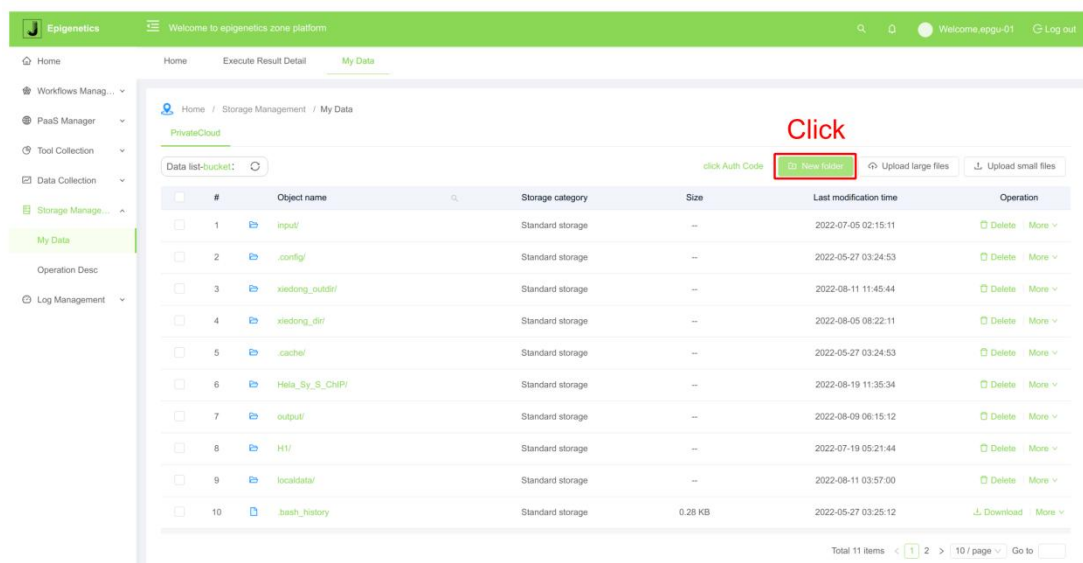 Epigenetics Welcome to epigenetics zone platform Welcome,epgu-01 Log out
Home
Workflows Manag...
PaaS Manager
Tool Collection
Data Collection
Storage Manage...
My Data
Operation Desc
Log Management
Home Execute Result Detail My Data
Home / Storage Management / My Data
PrivateCloud
Click
Data list-bucket: click Auth Code New folder Upload large files Upload small files
# Object name Storage category Size Last modification time Operation
1 input/ Standard storage -- 2022-07-05 02:15:11 Delete More
2 .config/ Standard storage -- 2022-05-27 03:24:53 Delete More
3 xiedong_outdir/ Standard storage -- 2022-08-11 11:45:44 Delete More
4 xiedong_dir/ Standard storage -- 2022-08-05 08:22:11 Delete More
5 .cache/ Standard storage -- 2022-05-27 03:24:53 Delete More
6 Hela_Sy_S_ChIP/ Standard storage -- 2022-08-19 11:35:34 Delete More
7 output/ Standard storage -- 2022-08-09 06:15:12 Delete More
8 H1/ Standard storage -- 2022-07-19 05:21:44 Delete More
9 localdata/ Standard storage -- 2022-08-11 03:57:00 Delete More
10 .bash_history Standard storage 0.28 KB 2022-05-27 03:25:12 Download More
Total 11 items < 1 2 > 10 / page Go to